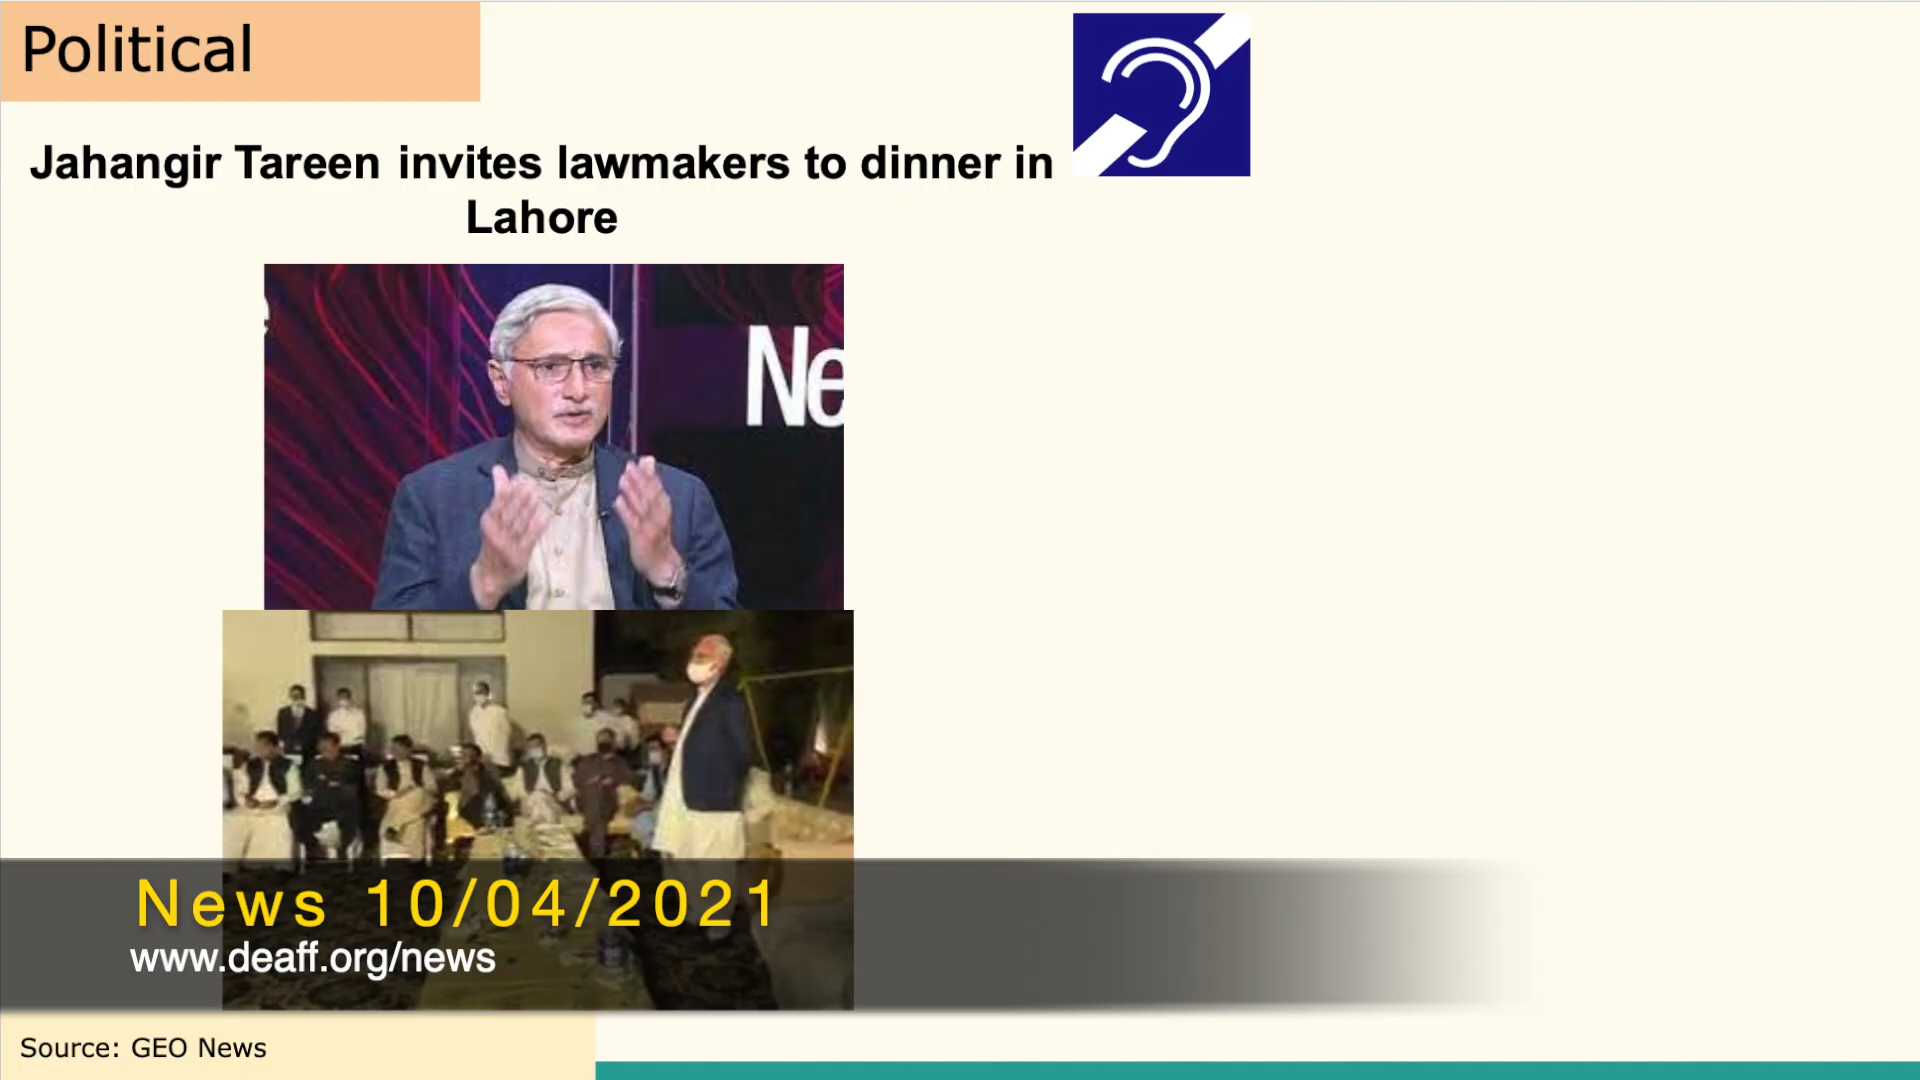 Political
Jahangir Tareen invites lawmakers to dinner in
Lahore
Ne
News 10/04/2021
www.deaff.org/news
Source: GEO News